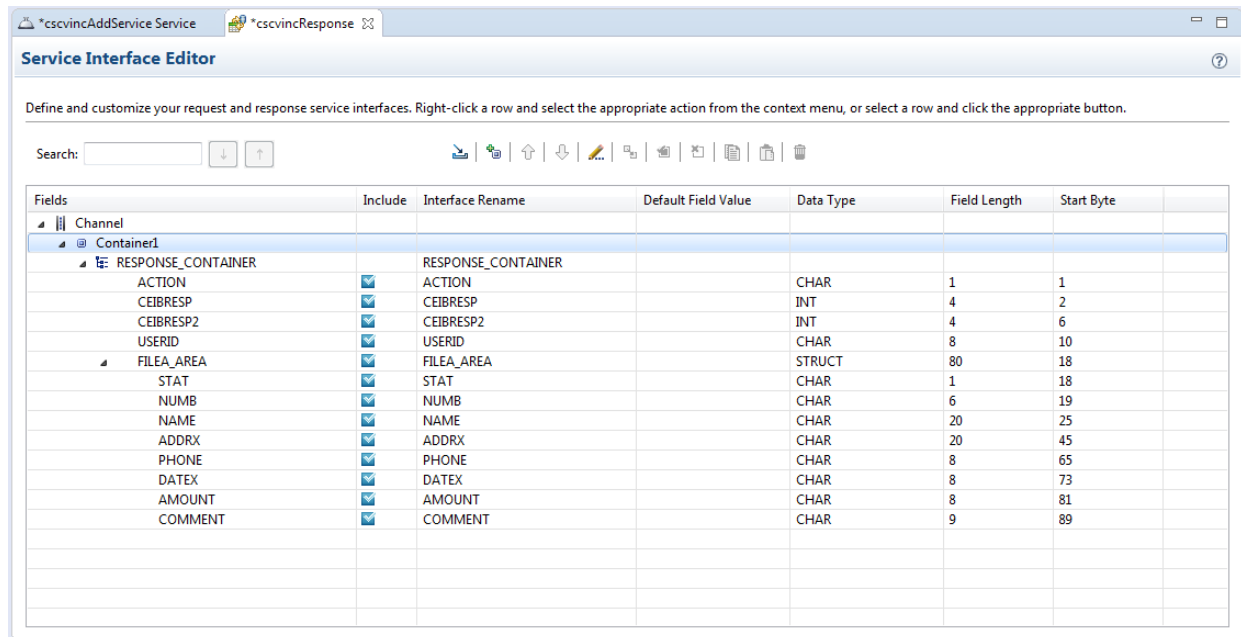 *cscvincAddService Service *cscvincResponse
Service Interface Editor
Define and customize your request and response service interfaces. Right-click a row and select the appropriate action from the context menu, or select a row and click the appropriate button.
Search:
Fields Include Interface Rename Default Field Value Data Type Field Length Start Byte
Channel
Container1
RESPONSE_CONTAINER RESPONSE_CONTAINER
ACTION ACTION CHAR 1 1
CEIBRESP CEIBRESP INT 4 2
CEIBRESP2 CEIBRESP2 INT 4 6
USERID USERID CHAR 8 10
FILEA_AREA FILEA_AREA STRUCT 80 18
STAT STAT CHAR 1 18
NUMB NUMB CHAR 6 19
NAME NAME CHAR 20 25
ADDRX ADDRX CHAR 20 45
PHONE PHONE CHAR 8 65
DATEX DATEX CHAR 8 73
AMOUNT AMOUNT CHAR 8 81
COMMENT COMMENT CHAR 9 89